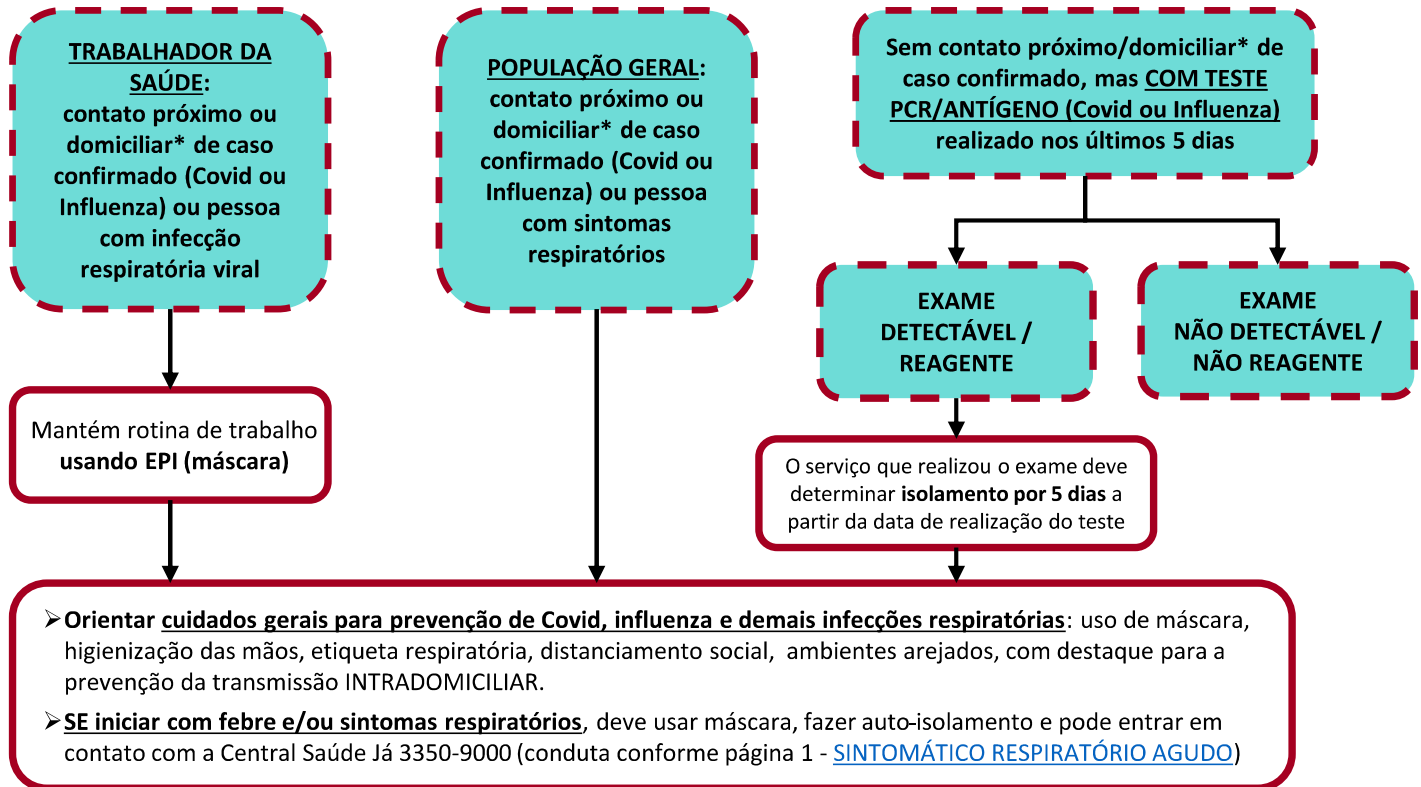 TRABALHADOR DA
SAÚDE:
contato próximo ou
domiciliar* de caso
confirmado (Covid ou
Influenza) ou pessoa
com infecção
respiratória viral
POPULAÇÃO GERAL:
contato próximo ou
domiciliar* de caso
confirmado (Covid ou
Influenza) ou pessoa
com sintomas
respiratórios
Sem contato próximo/domiciliar* de
caso confirmado, mas COM TESTE
PCR/ANTÍGENO (Covid ou Influenza)
realizado nos últimos 5 dias
EXAME
DETECTÁVEL /
REAGENTE
EXAME
NÃO DETECTÁVEL /
NÃO REAGENTE
Mantém rotina de trabalho
usando EPI (máscara)
O serviço que realizou o exame deve
determinar isolamento por 5 dias a
partir da data de realização do teste
➢Orientar cuidados gerais para prevenção de Covid, influenza e demais infecções respiratórias: uso de máscara,
higienização das mãos, etiqueta respiratória, distanciamento social, ambientes arejados, com destaque para a
prevenção da transmissão INTRADOMICILIAR.
➢SE iniciar com febre e/ou sintomas respiratórios, deve usar máscara, fazer auto-isolamento e pode entrar em
contato com a Central Saúde Já 3350-9000 (conduta conforme página 1 - SINTOMÁTICO RESPIRATÓRIO AGUDO)